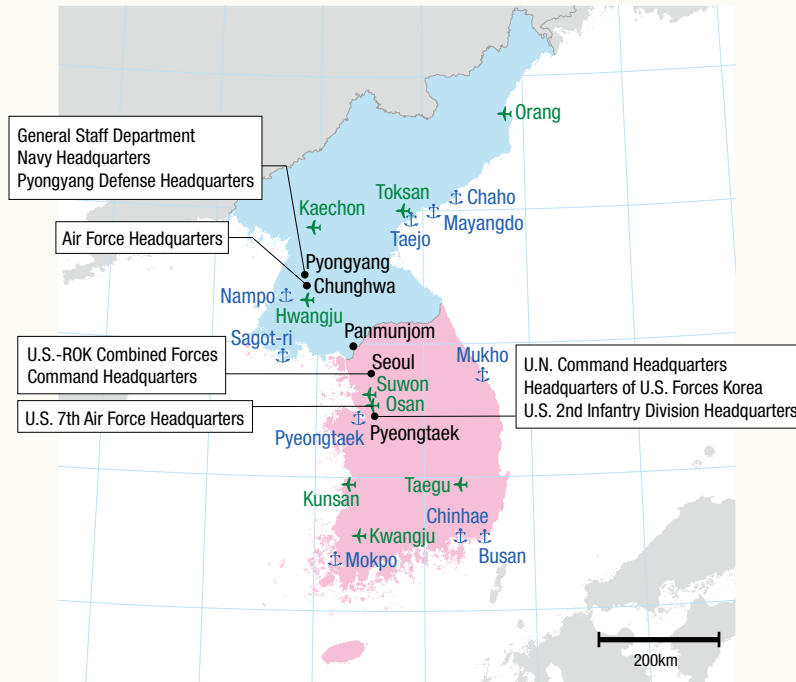 Orang
General Staff Department
Navy Headquarters
Pyongyang Defense Headquarters
Toksan
Chaho
Kaechon
Mayangdo
Taejo
Air Force Headquarters
Pyongyang
Chunghwa
Nampo
Hwangju
Sagot-ri
Panmunjom
U.S.-ROK Combined Forces
Command Headquarters
Seoul
Mukho
U.N. Command Headquarters
Headquarters of U.S. Forces Korea
U.S. 2nd Infantry Division Headquarters
Suwon
Osan
U.S. 7th Air Force Headquarters
Pyeongtaek
Pyeongtaek
Kunsan
Taegu
Chinhae
Kwangju
Busan
Mokpo
200km